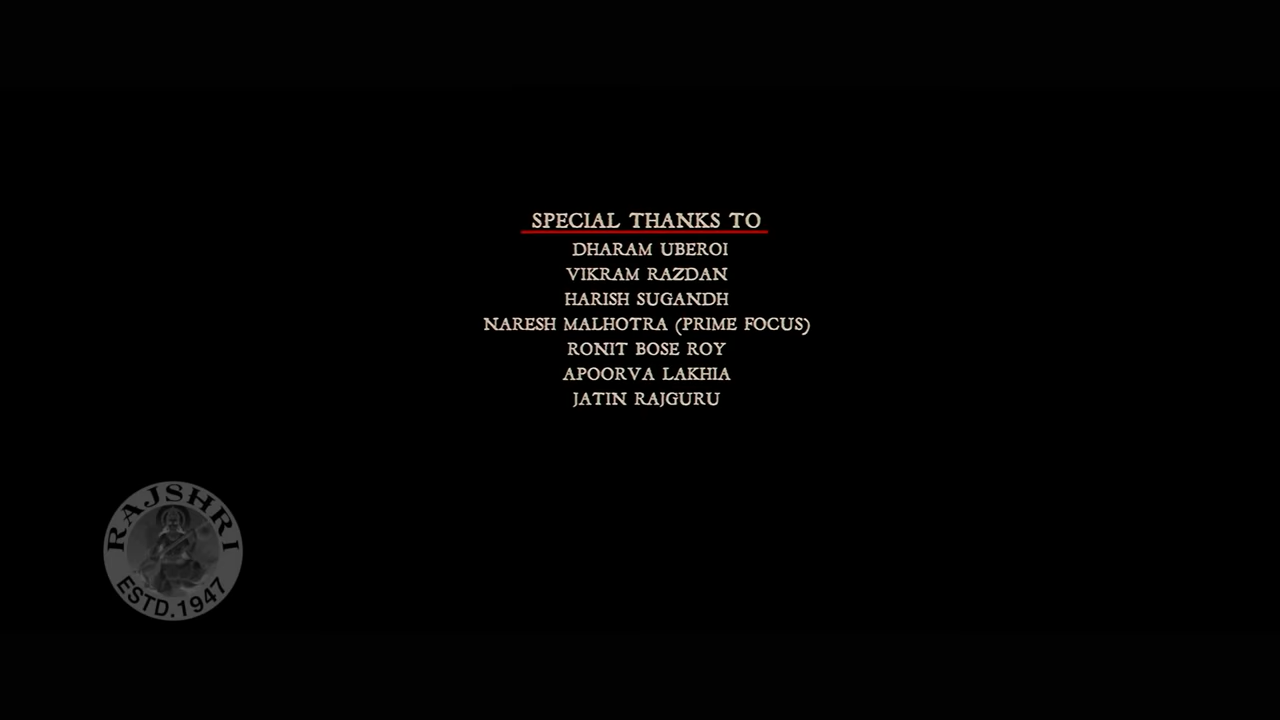 SPECIAL THANKS TO
DHARAM UBEROI
VIKRAM RAZDAN
HARISH SUGANDH
NARESH MALHOTRA (PRIME FOCUS)
RONIT BOSE ROY
APOORVA LAKHIA
JATIN RAJGURU
RAJSHRI
ESTD.1947